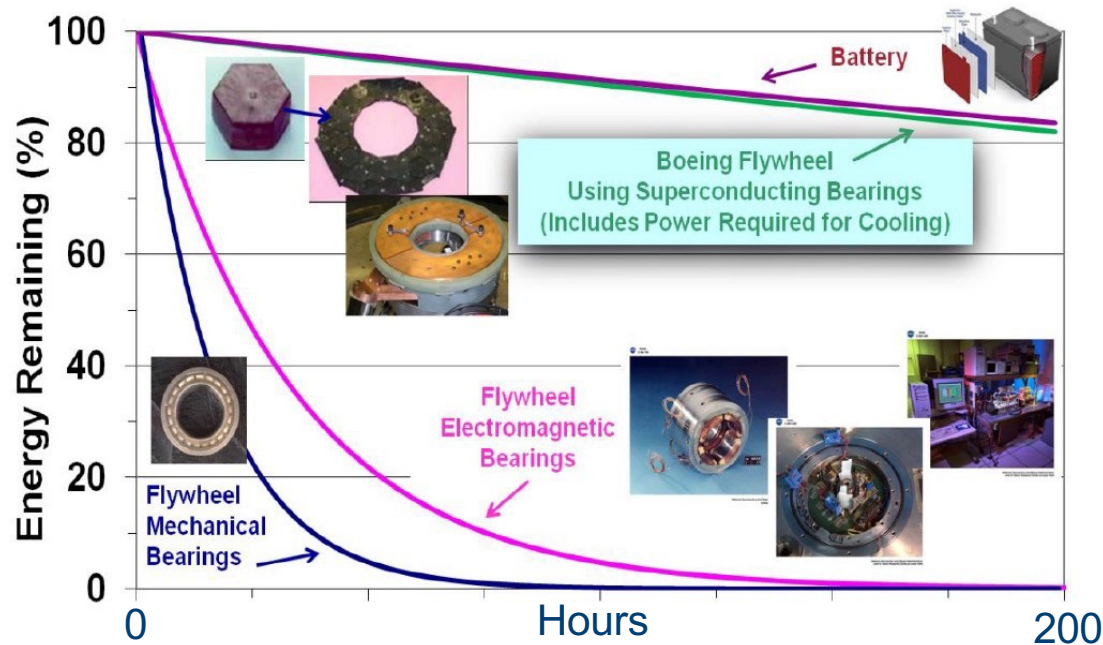 100
80
60
40
20
0
Energy Remaining (%)
Battery
Boeing Flywheel
Using Superconducting Bearings
(Includes Power Required for Cooling)
Flywheel
Electromagnetic
Bearings
Flywheel
Mechanical
Bearings
0
Hours
200